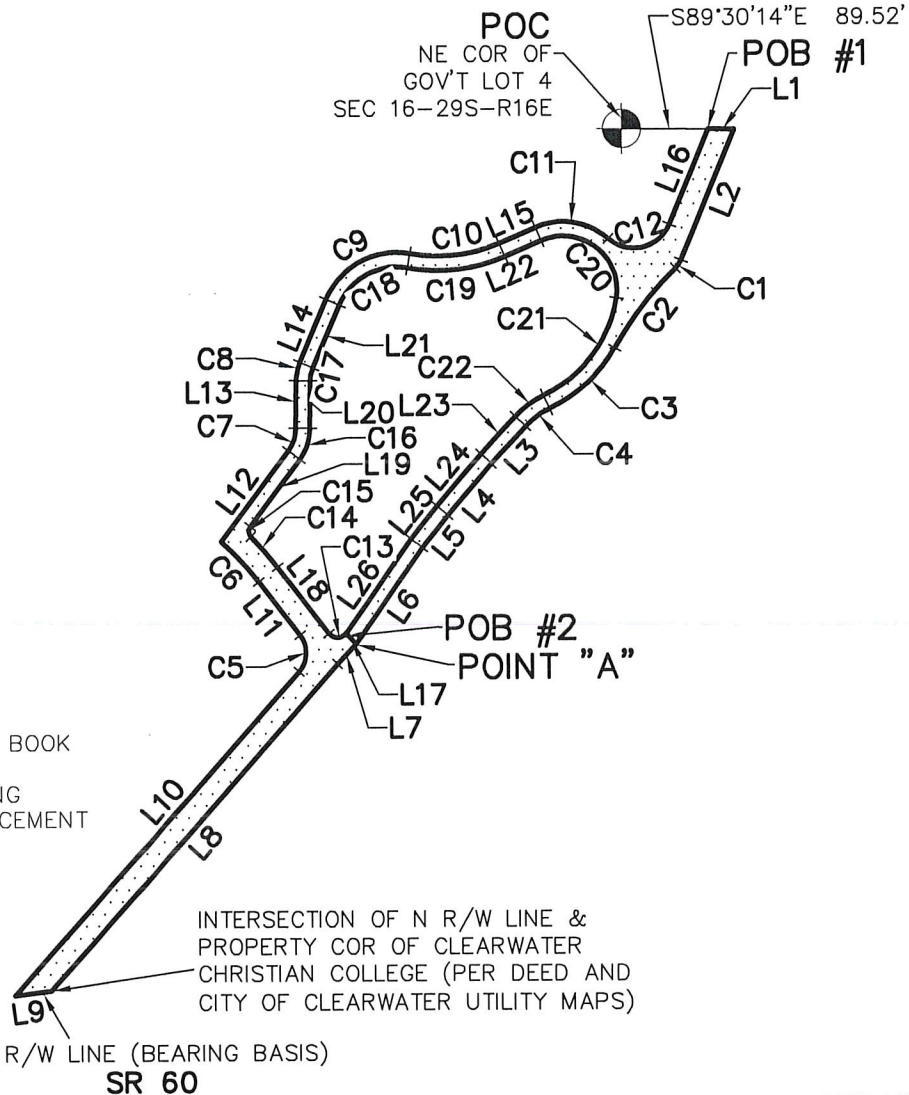 S89°30'14"E 89.52'
POC
NE COR OF
GOV'T LOT 4
SEC 16-29S-R16E
POB #1
L1
L16
L2
C11
C12
C1
C9
C10
L15
L22
C18
C19
C20
C2
L14
C21
C8
L21
C22
C17
L13
L23
C3
L20
C7
C16
C4
L24
L3
L12
L19
C15
C14
L25
L4
C13
L5
C6
L18
L26
L6
L11
POB #2
POINT "A"
C5
L17
L7
BOOK
NG
CEMENT
L10
L8
INTERSECTION OF N R/W LINE &
PROPERTY COR OF CLEARWATER
CHRISTIAN COLLEGE (PER DEED AND
CITY OF CLEARWATER UTILITY MAPS)
L9
R/W LINE (BEARING BASIS)
SR 60